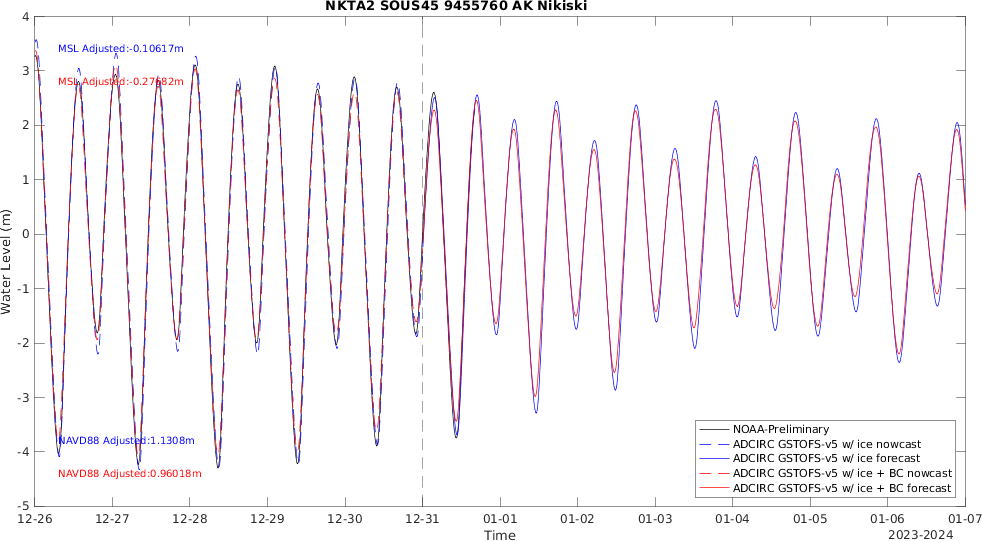 NKTA2 SOUS45 9455760 AK Nikiski
4
3
2
1
0
-1
-2
-3
-4
-5
Water Level (m)
MSL Adjusted:-0.10617m
MSL Adjusted:-0.27682m
NAVD88 Adjusted:1.1308m
NAVD88 Adjusted:0.96018m
NOAA-Preliminary
ADCIRC GSTOFS-v5 w/ ice nowcast
ADCIRC GSTOFS-v5 w/ ice forecast
ADCIRC GSTOFS-v5 w/ ice + BC nowcast
ADCIRC GSTOFS-v5 w/ ice + BC forecast
12-26 12-27 12-28 12-29 12-30 12-31 01-01 01-02 01-03 01-04 01-05 01-06 01-07
Time
2023-2024